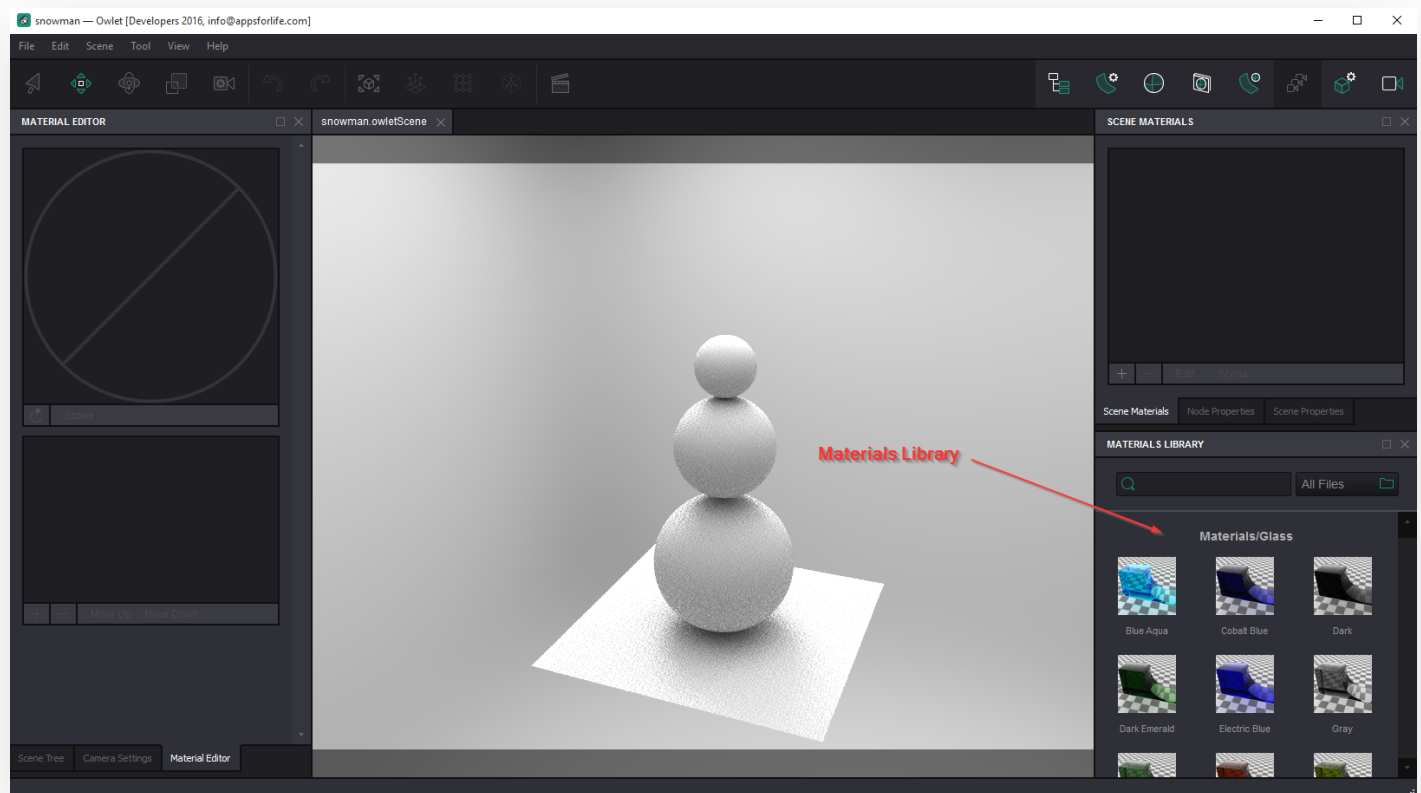 snowman — Owlet [Developers 2016, info@appsforlife.com]
File Edit Scene Tool View Help
MATERIAL EDITOR
snowman.owletScene
SCENE MATERIALS
Scene
Edit Scene
Scene Materials Node Properties Scene Properties
MATERIALS LIBRARY
Materials Library
All Files
Materials/Glass
Blue Aqua Cobalt Blue Dark
Move Up Move Down
Dark Emerald Electric Blue Gray
Scene Tree Camera Settings Material Editor